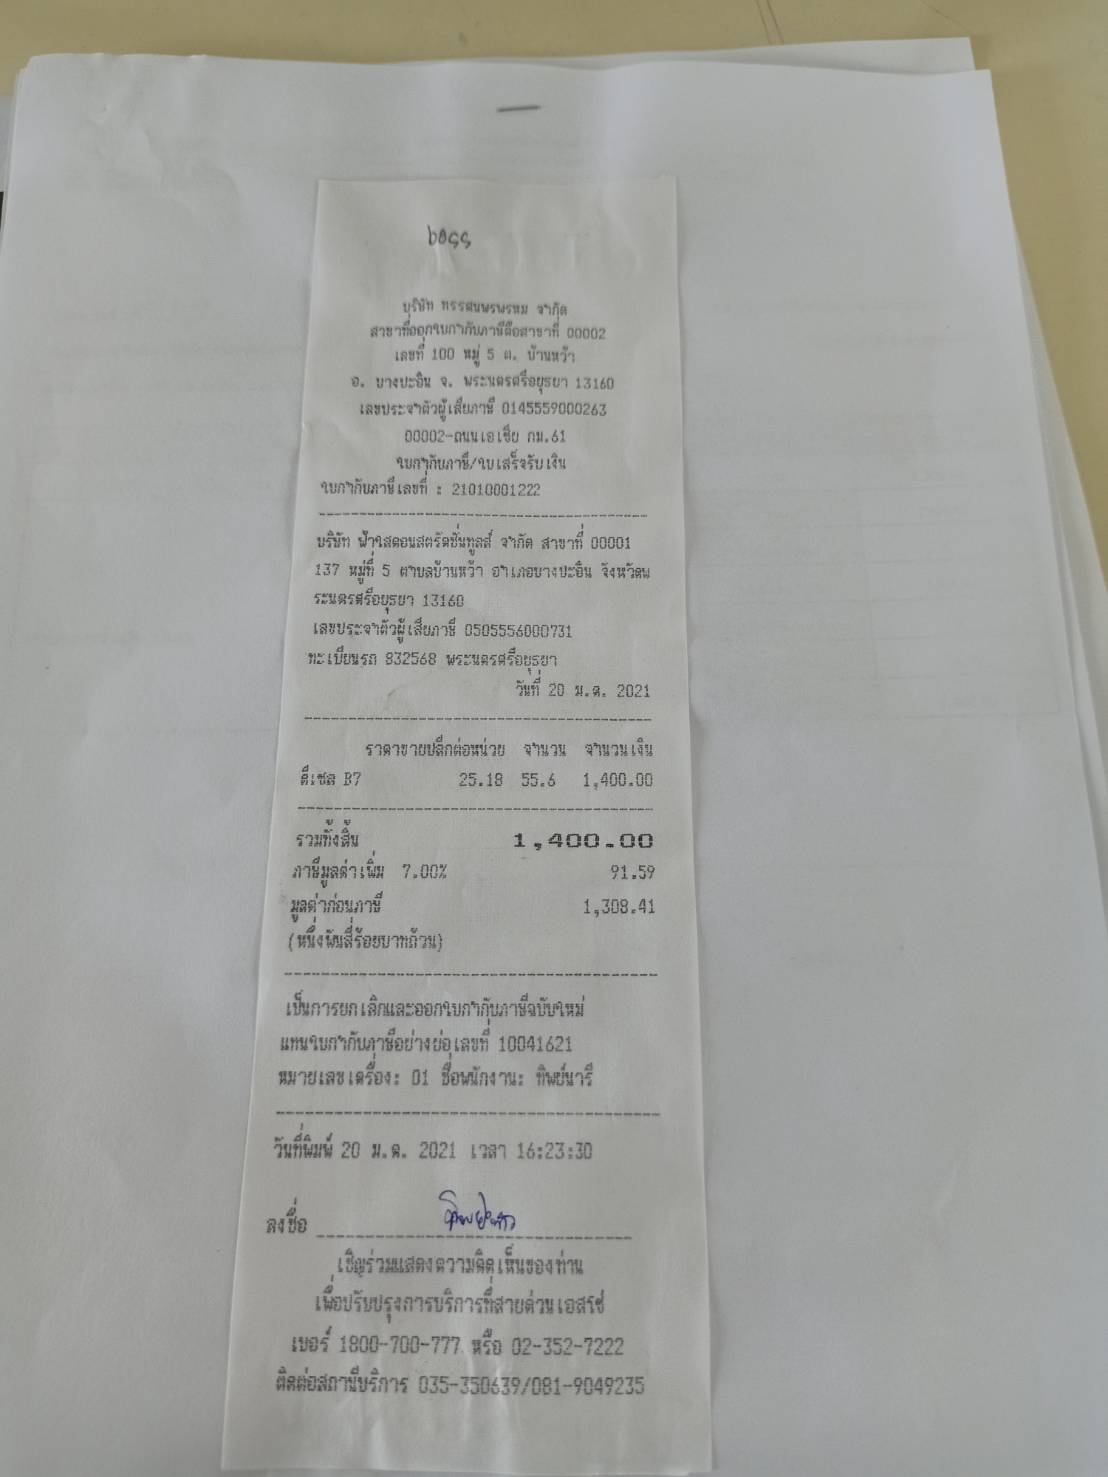 boss
บริษัท ทรรศนพรพรหม จำกัด
สาขาที่ออกใบกำกับภาษีคือสาขาที่ 00002
เลขที่ 100 หมู่ 5 ต. บ้านหว้า
อ. บางปะอิน จ. พระนครศรีอยุธยา 13160
เลขประจำตัวผู้เสียภาษี 0145559000263
00002-ถนนเอเชีย กม.61
ใบกำกับภาษี/ใบเสร็จรับเงิน
ใบกำกับภาษีเลขที่ : 21010001222
บริษัท ฟ้าใสคอนสตรัคชั่นทูลส์ จำกัด สาขาที่ 00001
137 หมู่ที่ 5 ตำบลบ้านหว้า อำเภอบางปะอิน จังหวัดพ
ระนครศรีอยุธยา 13160
เลขประจำตัวผู้เสียภาษี 0505556000731
ทะเบียนรถ 832568 พระนครศรีอยุธยา
วันที่ 20 ม.ค. 2021
ราคาขายปลีกต่อหน่วย จำนวน จำนวนเงิน
ดีเซล B7 25.18 55.6 1,400.00
รวมทั้งสิ้น 1,400.00
ภาษีมูลค่าเพิ่ม 7.00% 91.59
มูลค่าก่อนภาษี 1,308.41
(หนึ่งพันสี่ร้อยบาทถ้วน)
เป็นการยกเลิกและออกใบกำกับภาษีฉบับใหม่
แทนใบกำกับภาษีอย่างย่อเลขที่ 10041621
หมายเลขเครื่อง: 01 ชื่อพนักงาน: ทิพย์นารี
วันที่พิมพ์ 20 ม.ค. 2021 เวลา 16:23:30
ลงชื่อ
เชิญร่วมแสดงความคิดเห็นของท่าน
เพื่อปรับปรุงการบริการที่สายด่วนเอสโซ่
เบอร์ 1800-700-777 หรือ 02-352-7222
ติดต่อสถานีบริการ 035-350639/081-9049235